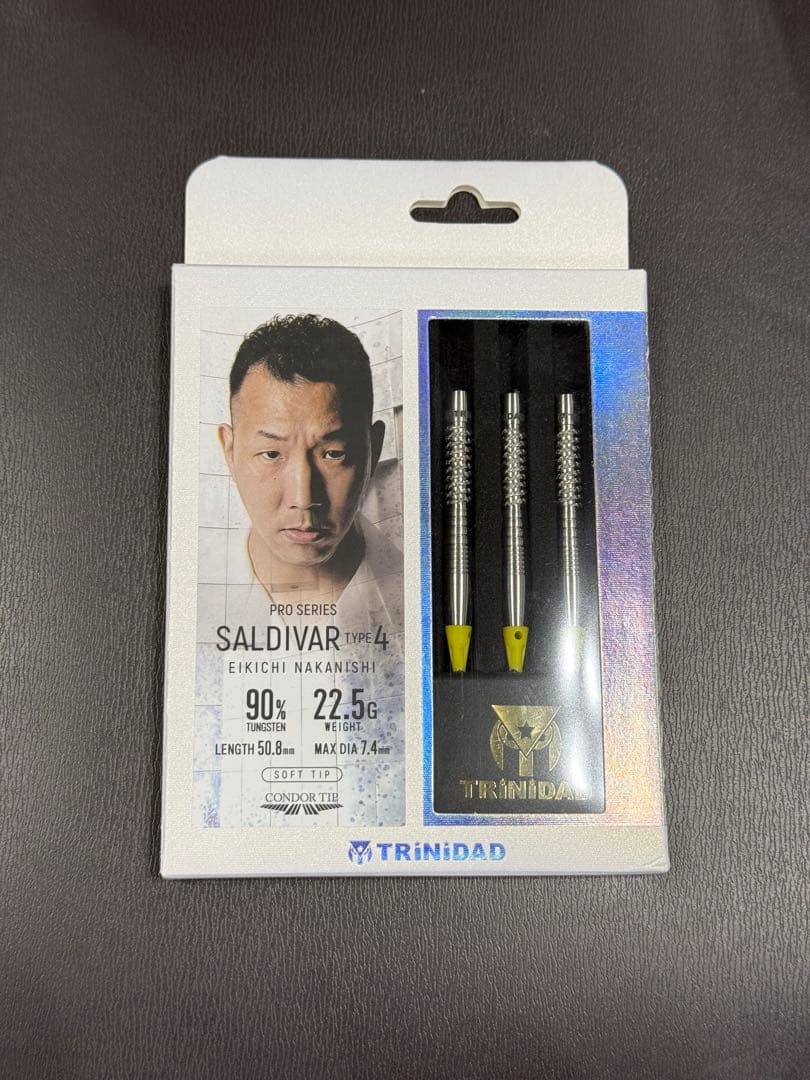 PRO SERIES
SALDIVAR TYPE 4
EIKICHI NAKANISHI
90% 22.5G
TUNGSTEN WEIGHT
LENGTH 50.8mm MAX DIA 7.4mm
SOFT TIP
CONDOR TIP
TRiNiDAD
TRiNiDAD